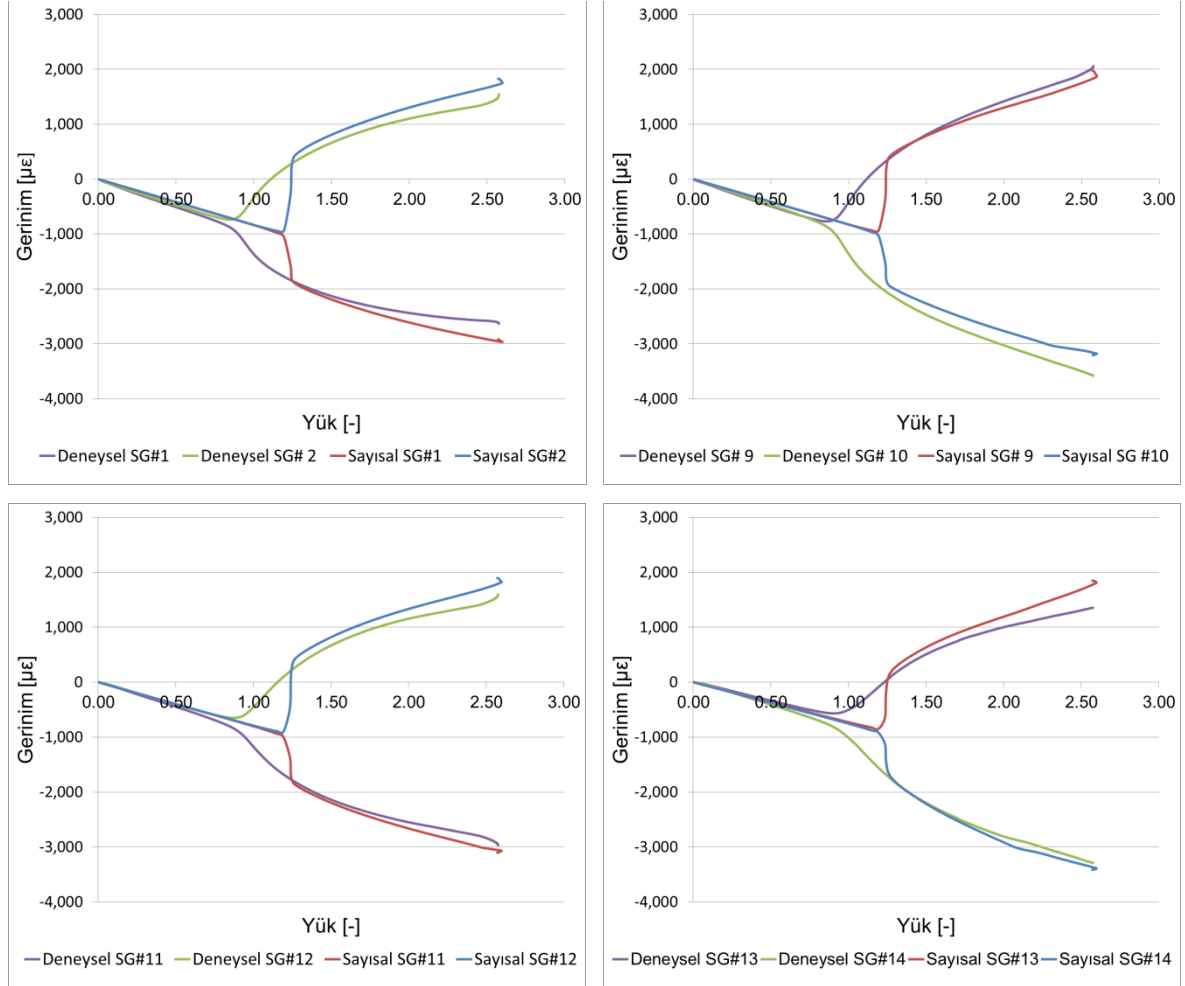 3,000
2,000
1,000
0
-1,000
-2,000
-3,000
-4,000
Gerinim [με]
0.00 0.50 1.00 1.50 2.00 2.50 3.00
Yük [-]
Deneysel SG#1 Deneysel SG# 2 Sayısal SG#1 Sayısal SG#2
3,000
2,000
1,000
0
-1,000
-2,000
-3,000
-4,000
Gerinim [με]
0.00 0.50 1.00 1.50 2.00 2.50 3.00
Yük [-]
Deneysel SG# 9 Deneysel SG# 10 Sayısal SG# 9 Sayısal SG #10
3,000
2,000
1,000
0
-1,000
-2,000
-3,000
-4,000
Gerinim [με]
0.00 0.50 1.00 1.50 2.00 2.50 3.00
Yük [-]
Deneysel SG#11 Deneysel SG#12 Sayısal SG#11 Sayısal SG#12
3,000
2,000
1,000
0
-1,000
-2,000
-3,000
-4,000
Gerinim [με]
0.00 0.50 1.00 1.50 2.00 2.50 3.00
Yük [-]
Deneysel SG#13 Deneysel SG#14 Sayısal SG#13 Sayısal SG#14